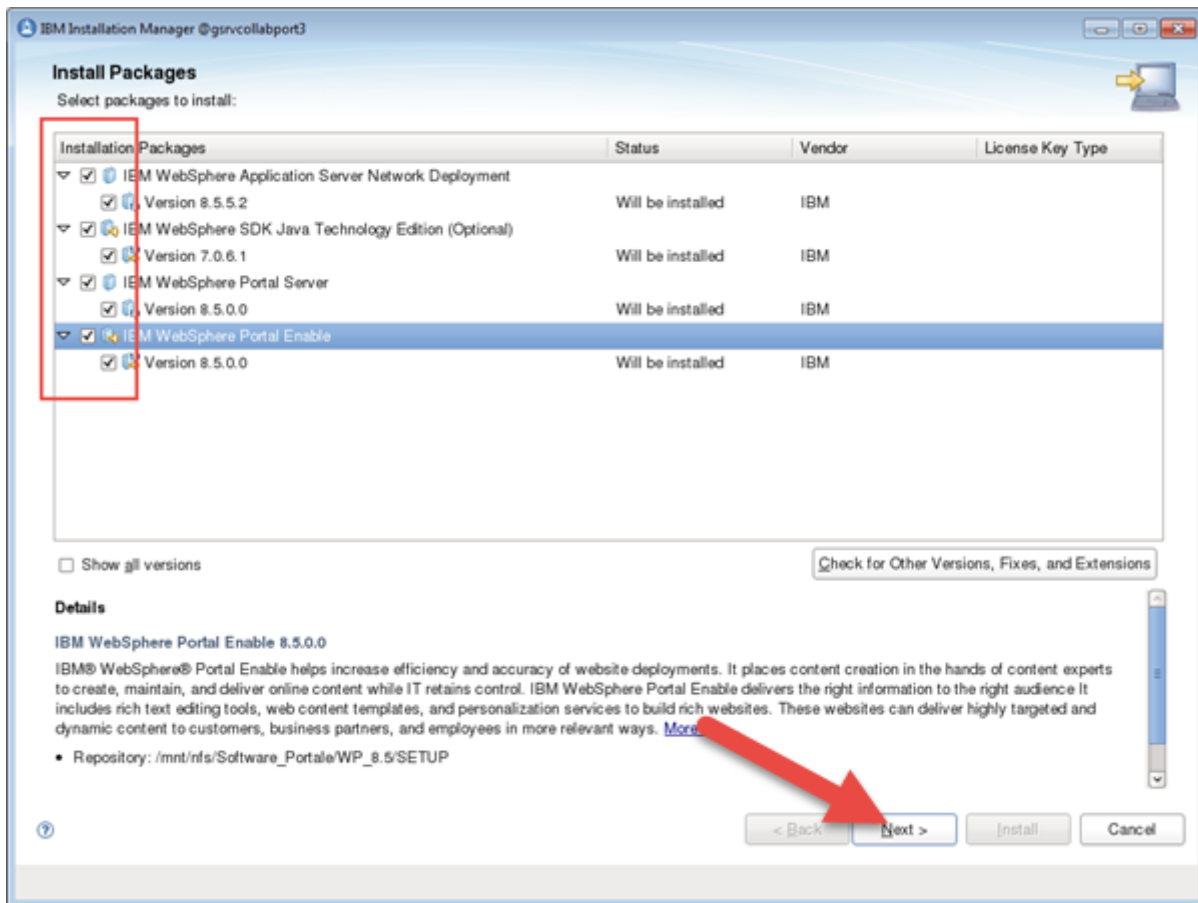 IBM Installation Manager @gsrvcollabport3
Install Packages
Select packages to install:
Installation Packages Status Vendor License Key Type
IBM WebSphere Application Server Network Deployment
Version 8.5.5.2 Will be installed IBM
IBM WebSphere SDK Java Technology Edition (Optional)
Version 7.0.6.1 Will be installed IBM
IBM WebSphere Portal Server
Version 8.5.0.0 Will be installed IBM
IBM WebSphere Portal Enable
Version 8.5.0.0 Will be installed IBM
Show all versions Check for Other Versions, Fixes, and Extensions
Details
IBM WebSphere Portal Enable 8.5.0.0
IBM® WebSphere® Portal Enable helps increase efficiency and accuracy of website deployments. It places content creation in the hands of content experts
to create, maintain, and deliver online content while IT retains control. IBM WebSphere Portal Enable delivers the right information to the right audience It
includes rich text editing tools, web content templates, and personalization services to build rich websites. These websites can deliver highly targeted and
dynamic content to customers, business partners, and employees in more relevant ways. More
• Repository: /mnt/nfs/Software_Portale/WP_8.5/SETUP
? < Back Next > Install Cancel